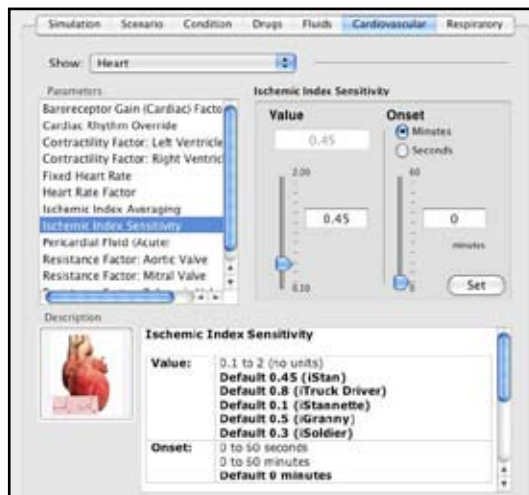 Simulation Scenario Condition Drugs Fluids Cardiovascular Respiratory
Show: Heart
Parameters
Baroreceptor Gain (Cardiac) Facto
Cardiac Rhythm Override
Contractility Factor: Left Ventricle
Contractility Factor: Right Ventric
Fixed Heart Rate
Heart Rate Factor
Ischemic Index Averaging
Ischemic Index Sensitivity
Pericardial Fluid (Acute)
Resistance Factor: Aortic Valve
Resistance Factor: Mitral Valve
Ischemic Index Sensitivity
Value
0.45
2.00
0.45
0.10
Onset
Minutes
Seconds
60
0
minutes
0
Set
Description
Ischemic Index Sensitivity
Value: 0.1 to 2 (no units)
Default 0.45 (iStan)
Default 0.8 (iTruck Driver)
Default 0.1 (iStannette)
Default 0.5 (iGranny)
Default 0.3 (iSoldier)
Onset: 0 to 60 seconds
0 to 60 minutes
Default 0 minutes